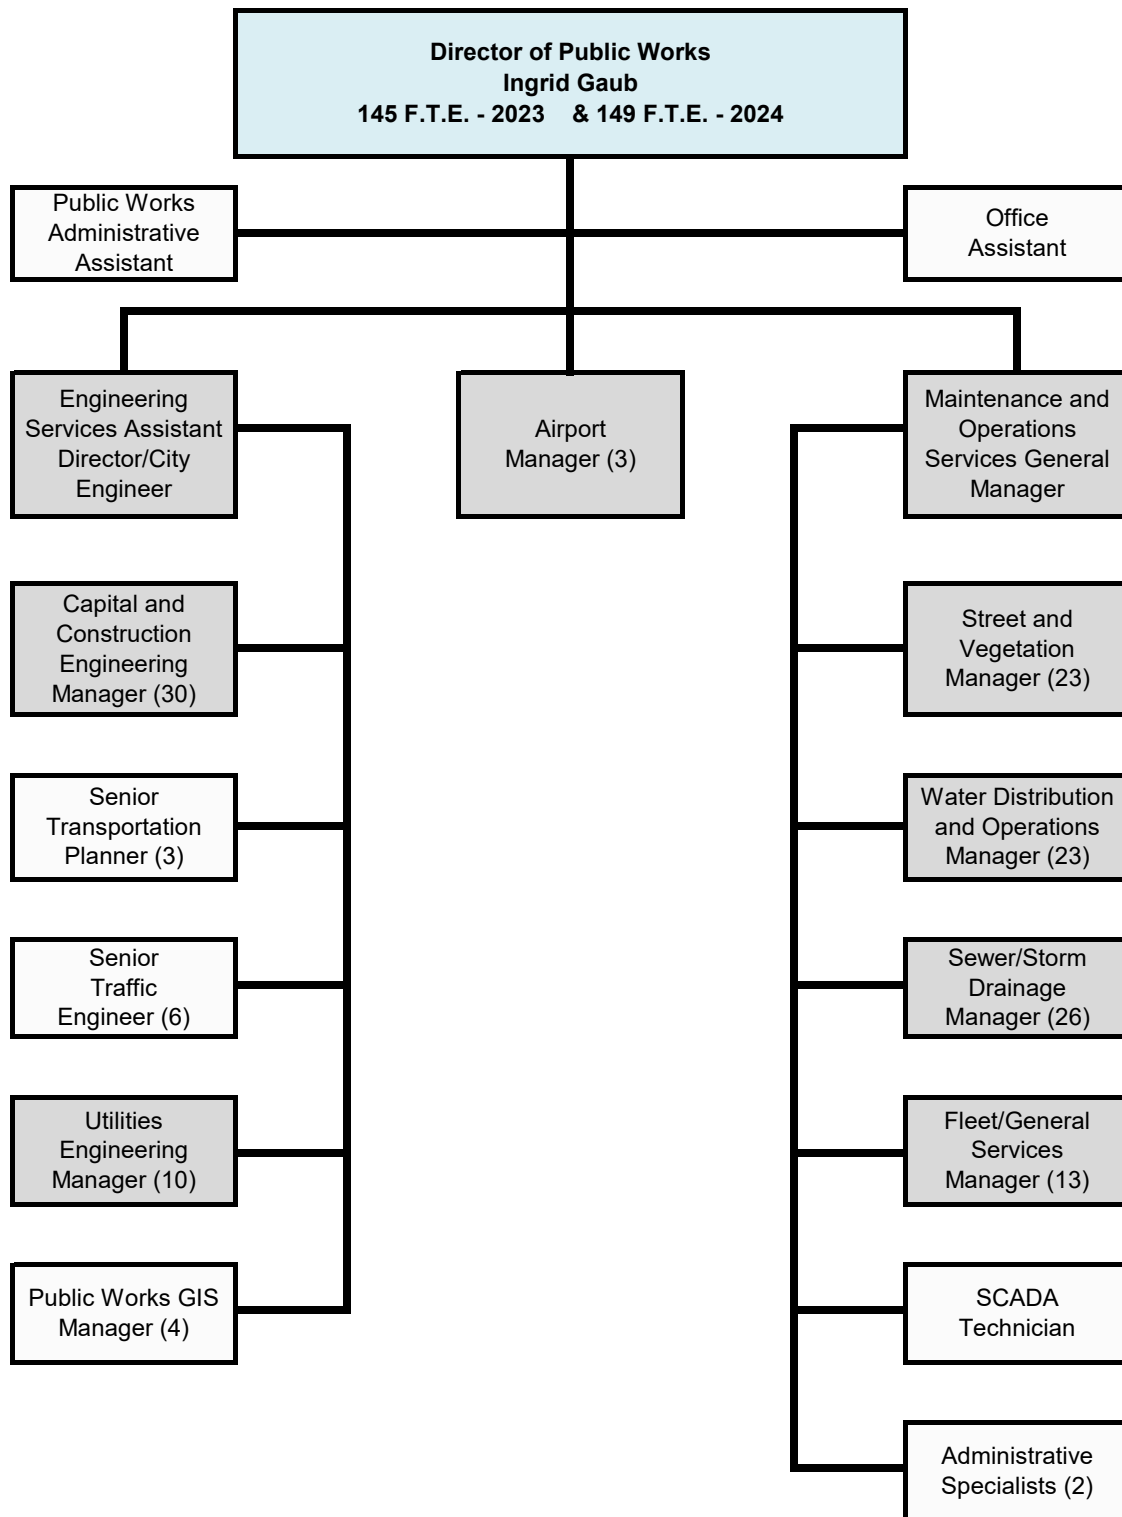 Director of Public Works
Ingrid Gaub
145 F.T.E. - 2023    & 149 F.T.E. - 2024
Public Works
Administrative
Assistant
Office
Assistant
Engineering
Services Assistant
Director/City
Engineer
Airport
Manager (3)
Maintenance and
Operations
Services General
Manager
Capital and
Construction
Engineering
Manager (30)
Street and
Vegetation
Manager (23)
Senior
Transportation
Planner (3)
Water Distribution
and Operations
Manager (23)
Senior
Traffic
Engineer (6)
Sewer/Storm
Drainage
Manager (26)
Utilities
Engineering
Manager (10)
Fleet/General
Services
Manager (13)
Public Works GIS
Manager (4)
SCADA
Technician
Administrative
Specialists (2)